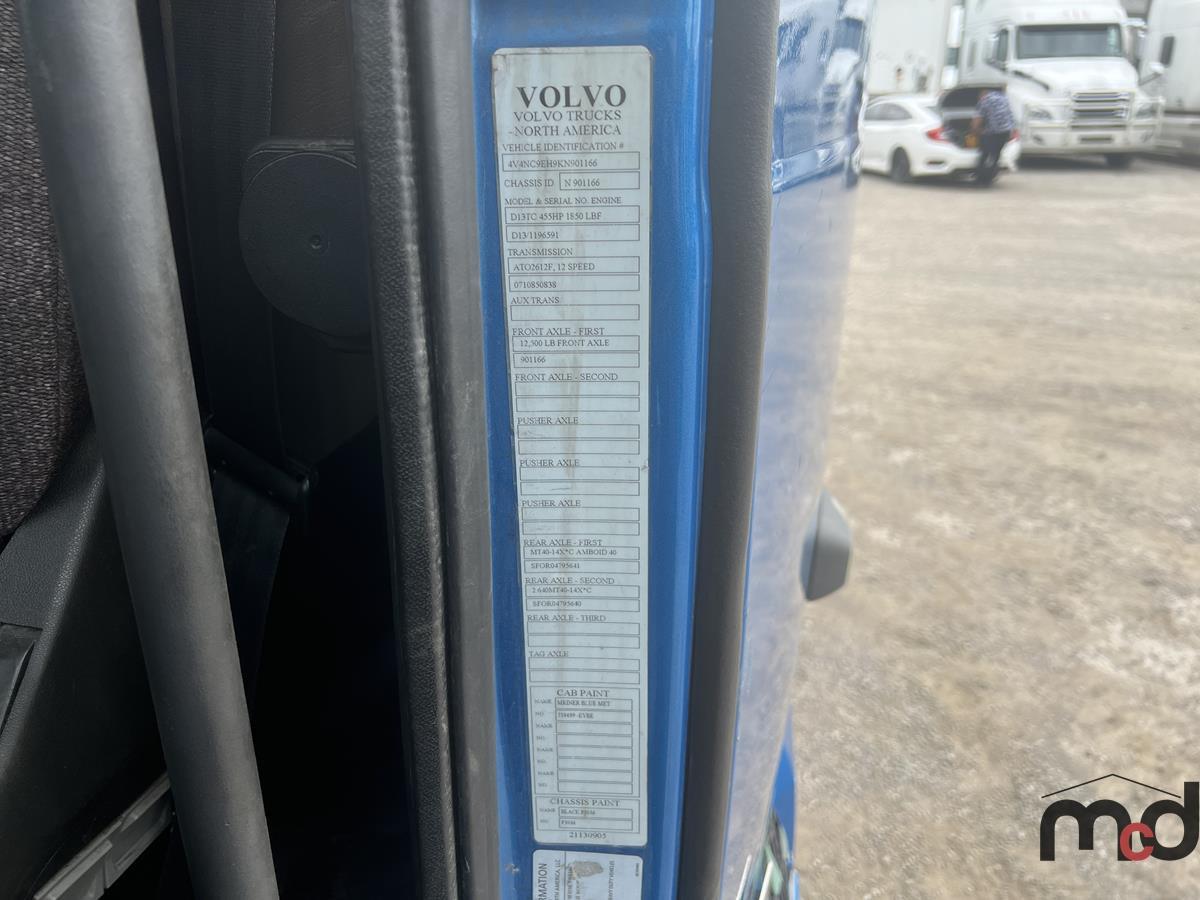 VOLVO
VOLVO TRUCKS
NORTH AMERICA
VEHICLE IDENTIFICATION #
4V4NC9EH9KN901166
CHASSIS ID N 901166
MODEL & SERIAL NO. ENGINE
D13TC 455HP 1850 LBF
D13/1196591
TRANSMISSION
ATO2612F, 12 SPEED
0710850838
AUX TRANS
FRONT AXLE - FIRST
12,500 LB FRONT AXLE
901166
FRONT AXLE - SECOND
PUSHER AXLE
PUSHER AXLE
PUSHER AXLE
REAR AXLE - FIRST
MT40-14X*C AMBOID 40
SFOR04795641
REAR AXLE - SECOND
2 640MT40-14X*C
SFOR04795640
REAR AXLE - THIRD
TAG AXLE
CAB PAINT
NAME MRINER BLUE MET
NO.
NAME
NO.
NAME
NO.
NAME
NO.
CHASSIS PAINT
NAME BLACK
NO.
21130905
mcd